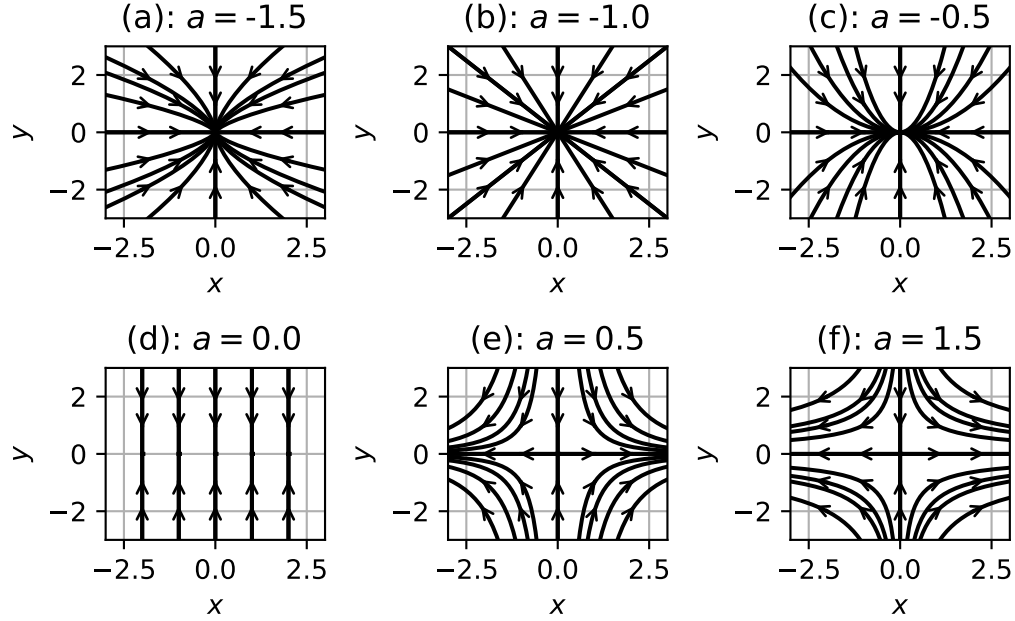 (a): a = -1.5
(b): a = -1.0
(c): a = -0.5
y
2
0
−2
−2.5 0.0 2.5
x
y
2
0
−2
−2.5 0.0 2.5
x
y
2
0
−2
−2.5 0.0 2.5
x
(d): a = 0.0
(e): a = 0.5
(f): a = 1.5
y
2
0
−2
−2.5 0.0 2.5
x
y
2
0
−2
−2.5 0.0 2.5
x
y
2
0
−2
−2.5 0.0 2.5
x